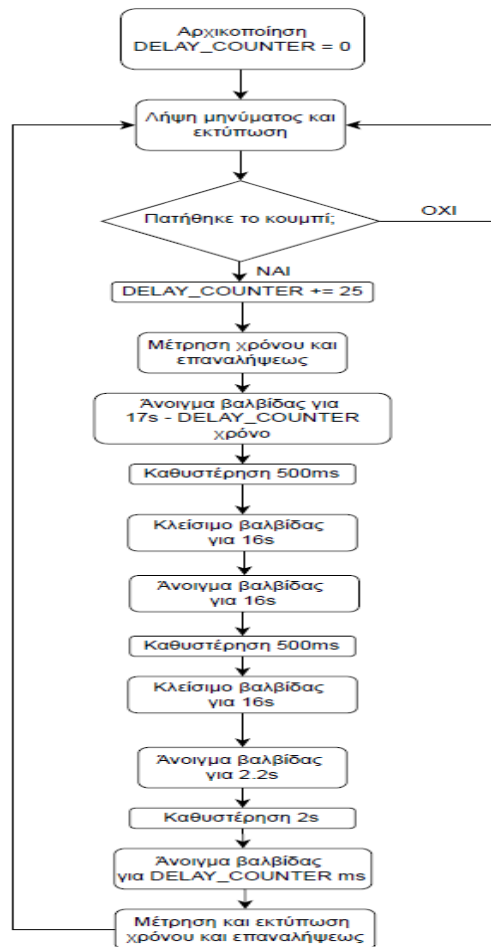 Αρχικοποίηση
DELAY_COUNTER = 0
Λήψη μηνύματος και
εκτύπωση
Πατήθηκε το κουμπί;
ΟΧΙ
ΝΑΙ
DELAY_COUNTER += 25
Μέτρηση χρόνου και
επαναλήψεως
Άνοιγμα βαλβίδας για
17s - DELAY_COUNTER
χρόνο
Καθυστέρηση 500ms
Κλείσιμο βαλβίδας
για 16s
Άνοιγμα βαλβίδας
για 16s
Καθυστέρηση 500ms
Κλείσιμο βαλβίδας
για 16s
Άνοιγμα βαλβίδας
για 2.2s
Καθυστέρηση 2s
Άνοιγμα βαλβίδας
για DELAY_COUNTER ms
Μέτρηση και εκτύπωση
χρόνου και επαναλήψεως